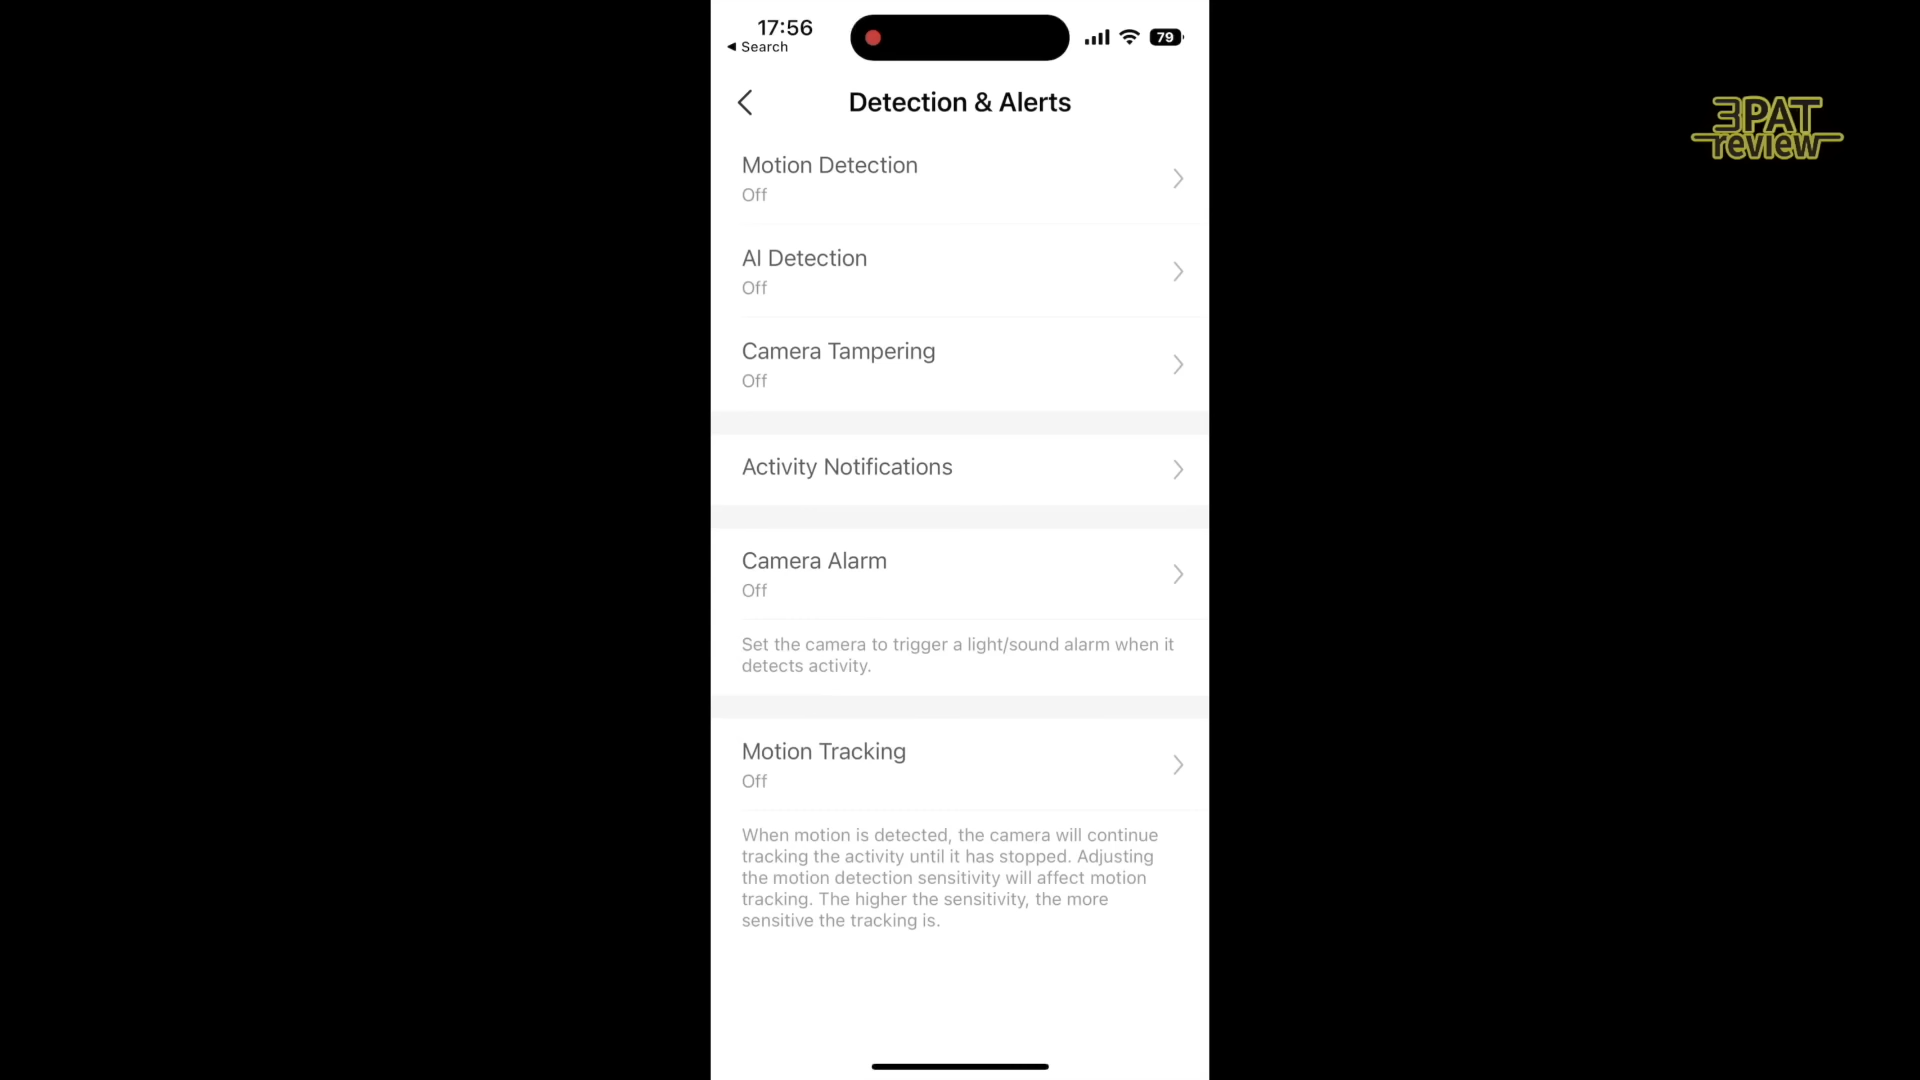 17:56
◀ Search
79
Detection & Alerts
3PAT
review
Motion Detection
Off
AI Detection
Off
Camera Tampering
Off
Activity Notifications
Camera Alarm
Off
Set the camera to trigger a light/sound alarm when it
detects activity.
Motion Tracking
Off
When motion is detected, the camera will continue
tracking the activity until it has stopped. Adjusting
the motion detection sensitivity will affect motion
tracking. The higher the sensitivity, the more
sensitive the tracking is.